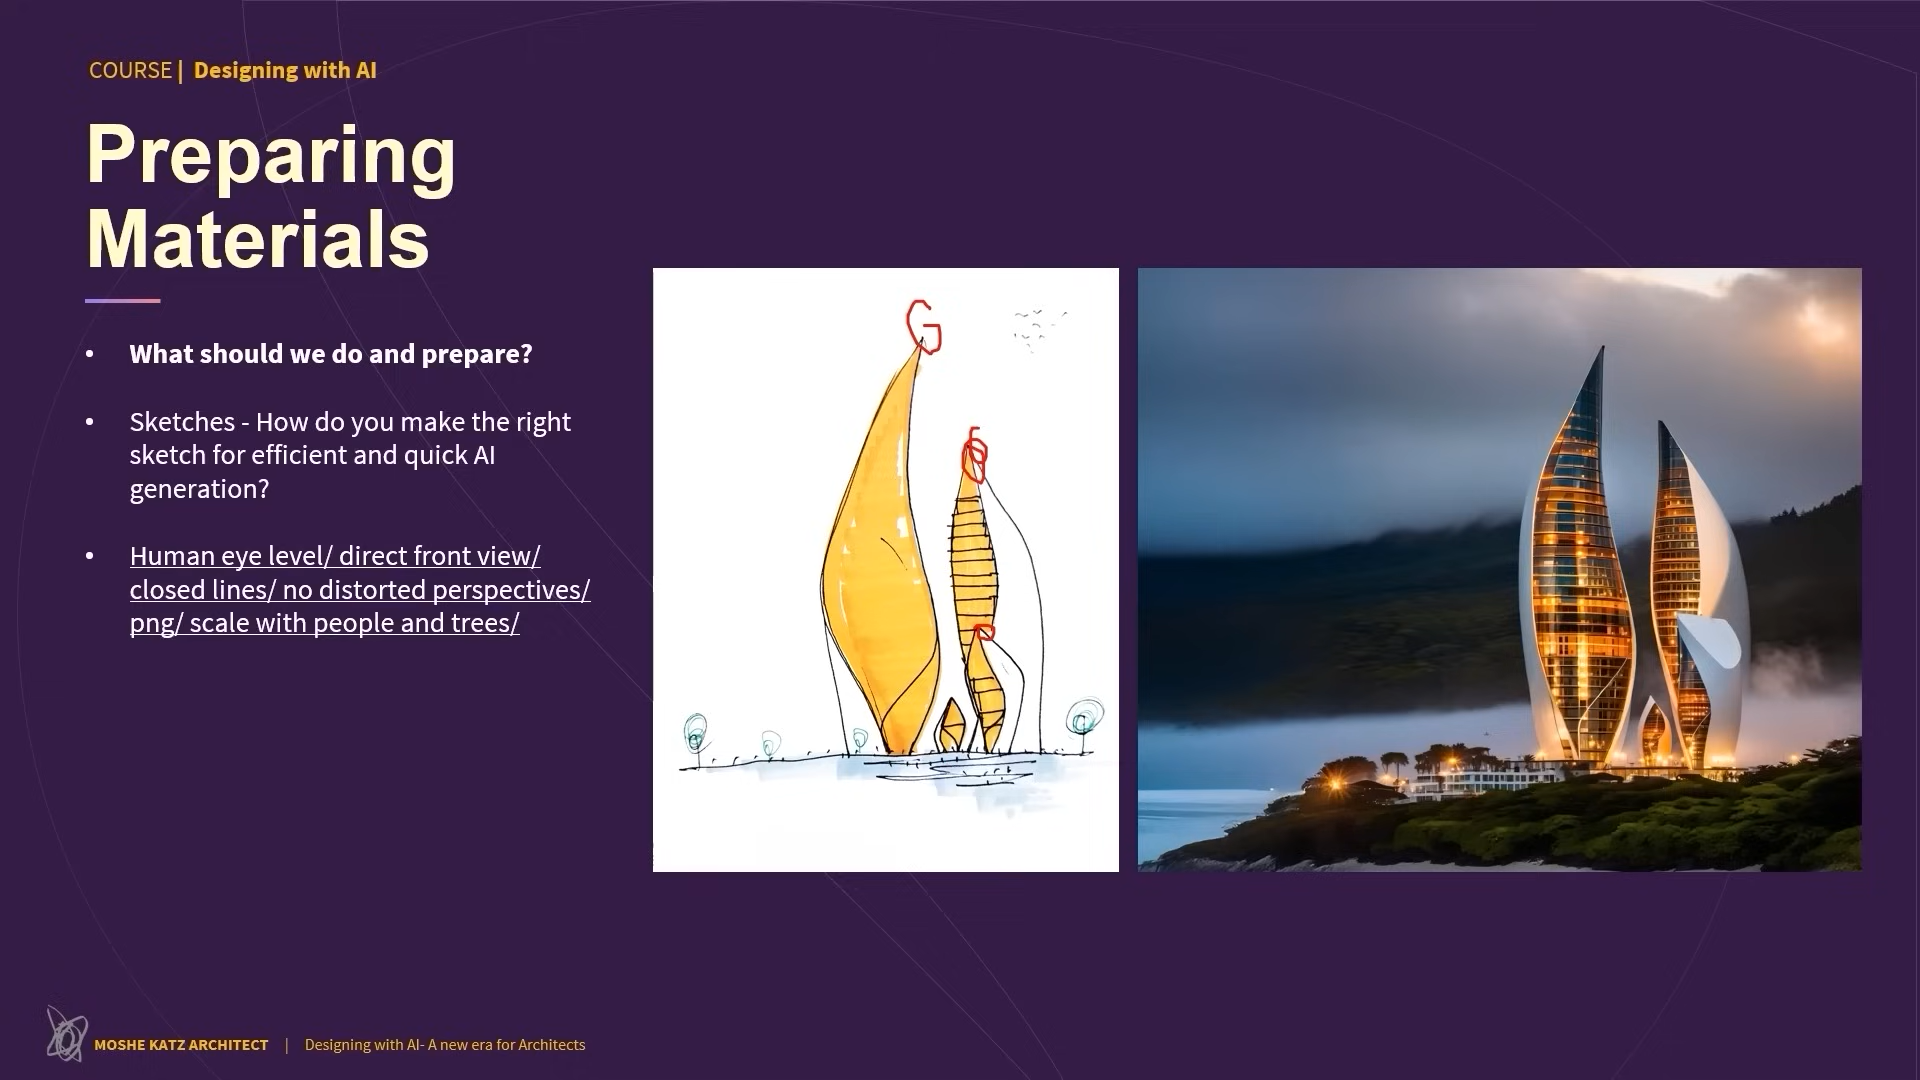 COURSE | Designing with AI
Preparing
Materials
• What should we do and prepare?
• Sketches - How do you make the right
sketch for efficient and quick AI
generation?
• Human eye level/ direct front view/
closed lines/ no distorted perspectives/
png/ scale with people and trees/
G
MOSHE KATZ ARCHITECT | Designing with AI- A new era for Architects